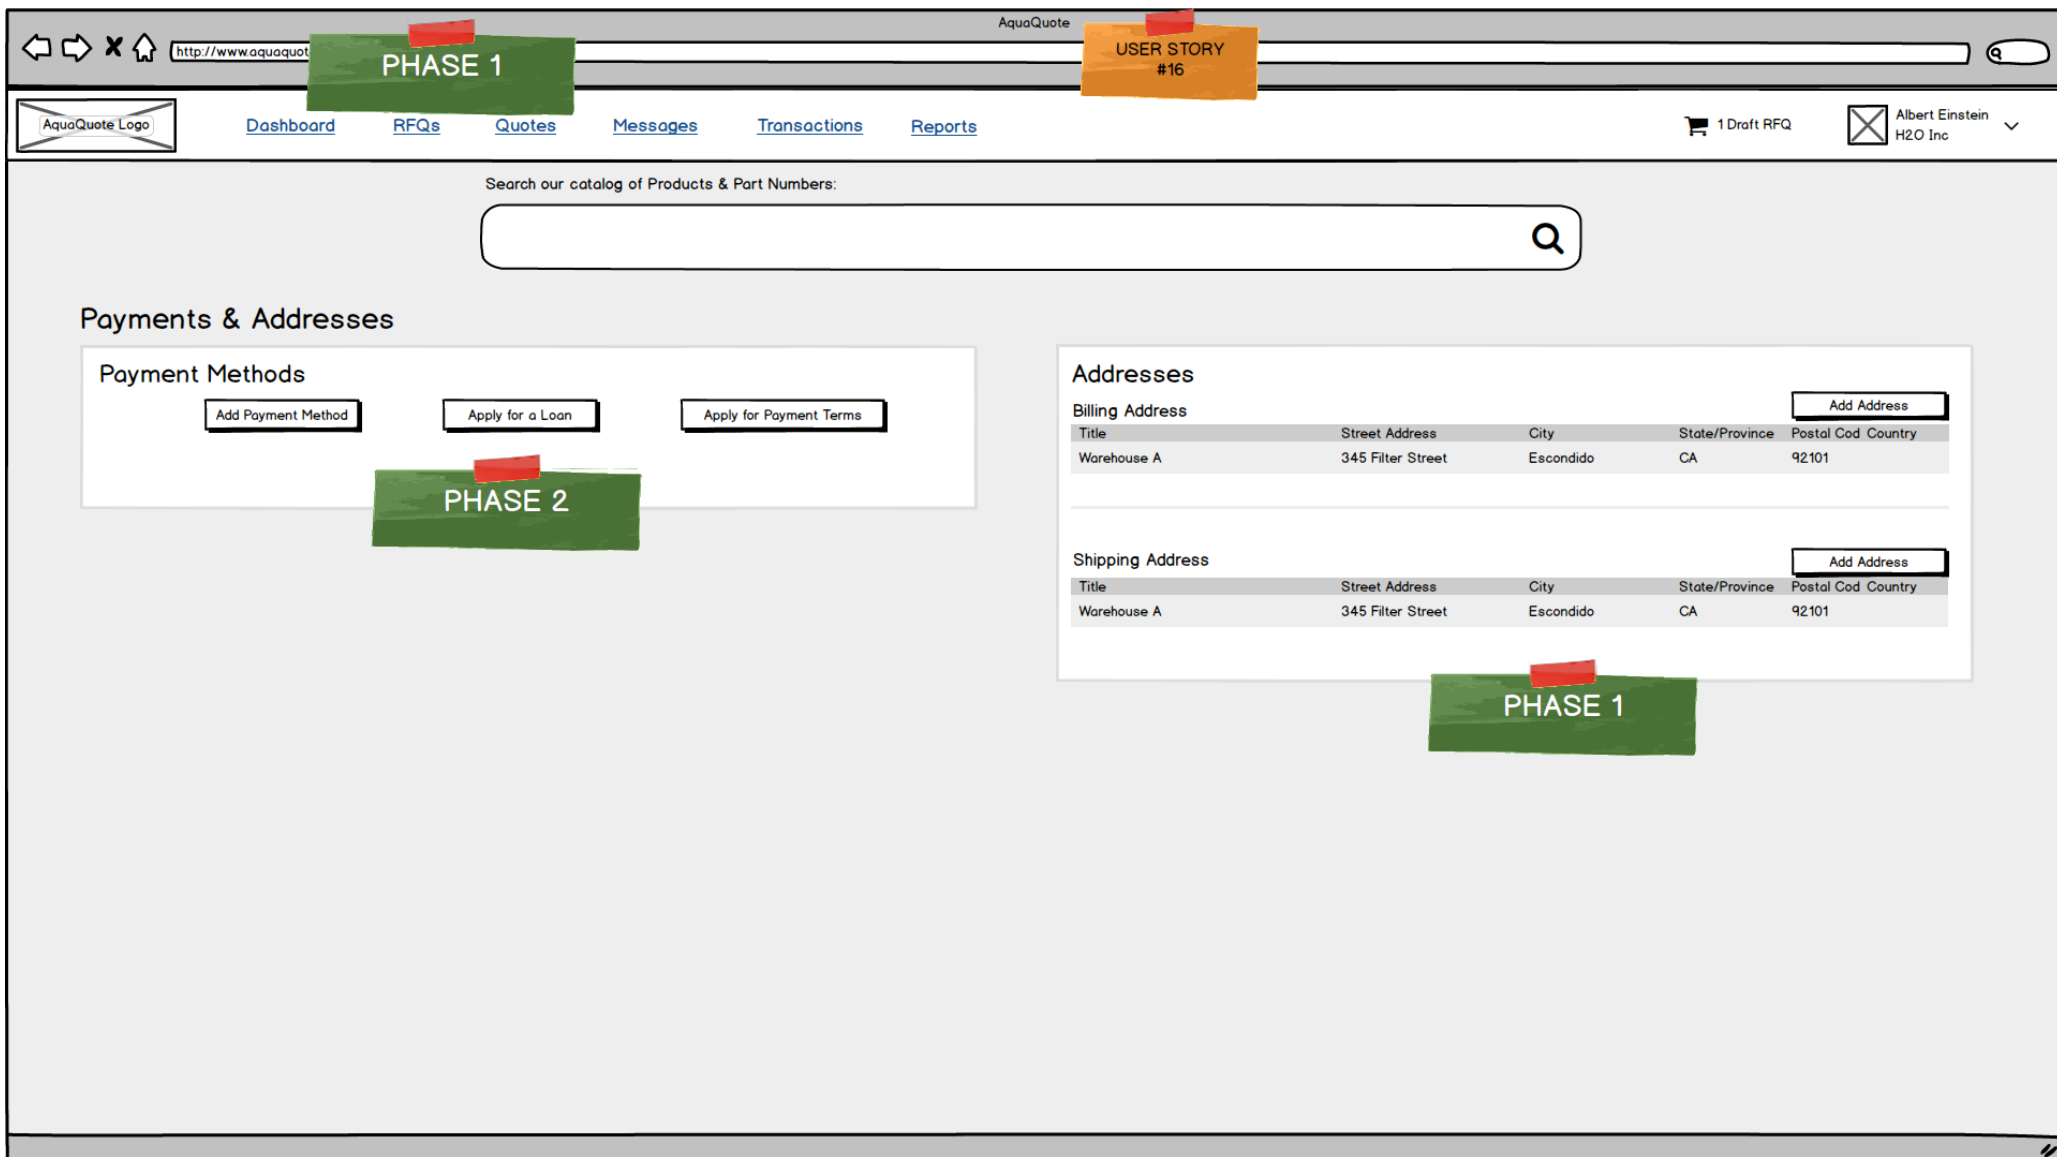 AquaQuote
http://www.aquaquot
PHASE 1
USER STORY
#16
AquaQuote Logo
Dashboard RFQs Quotes Messages Transactions Reports
1 Draft RFQ
Albert Einstein
H2O Inc
Search our catalog of Products & Part Numbers:
Payments & Addresses
Payment Methods
Add Payment Method Apply for a Loan Apply for Payment Terms
PHASE 2
Addresses
Billing Address
Add Address
Title Street Address City State/Province Postal Cod Country
Warehouse A 345 Filter Street Escondido CA 92101
Shipping Address
Add Address
Title Street Address City State/Province Postal Cod Country
Warehouse A 345 Filter Street Escondido CA 92101
PHASE 1